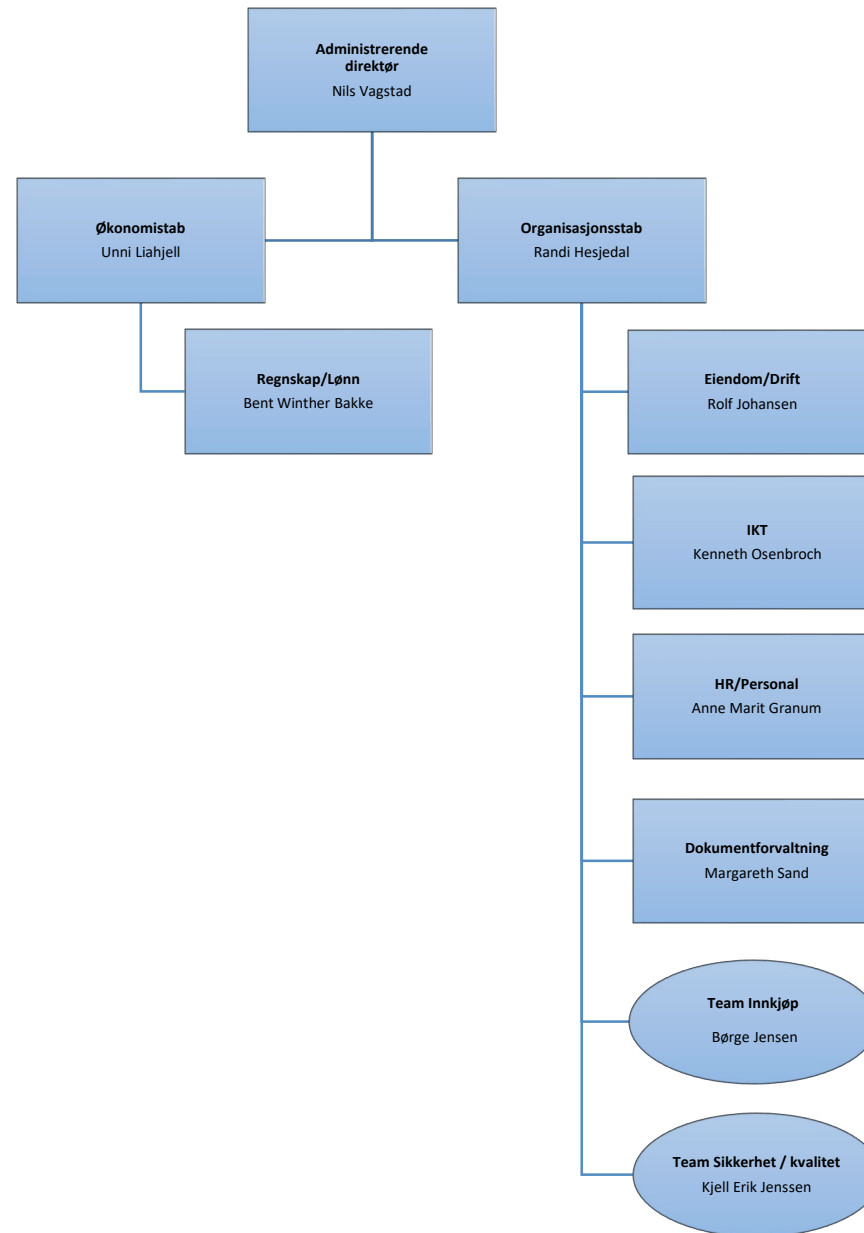 Administrerende
direktør
Nils Vagstad
Økonomistab
Unni Liahjell
Organisasjonsstab
Randi Hesjedal
Regnskap/Lønn
Bent Winther Bakke
Eiendom/Drift
Rolf Johansen
IKT
Kenneth Osenbroch
HR/Personal
Anne Marit Granum
Dokumentforvaltning
Margareth Sand
Team Innkjøp
Børge Jensen
Team Sikkerhet / kvalitet
Kjell Erik Jenssen